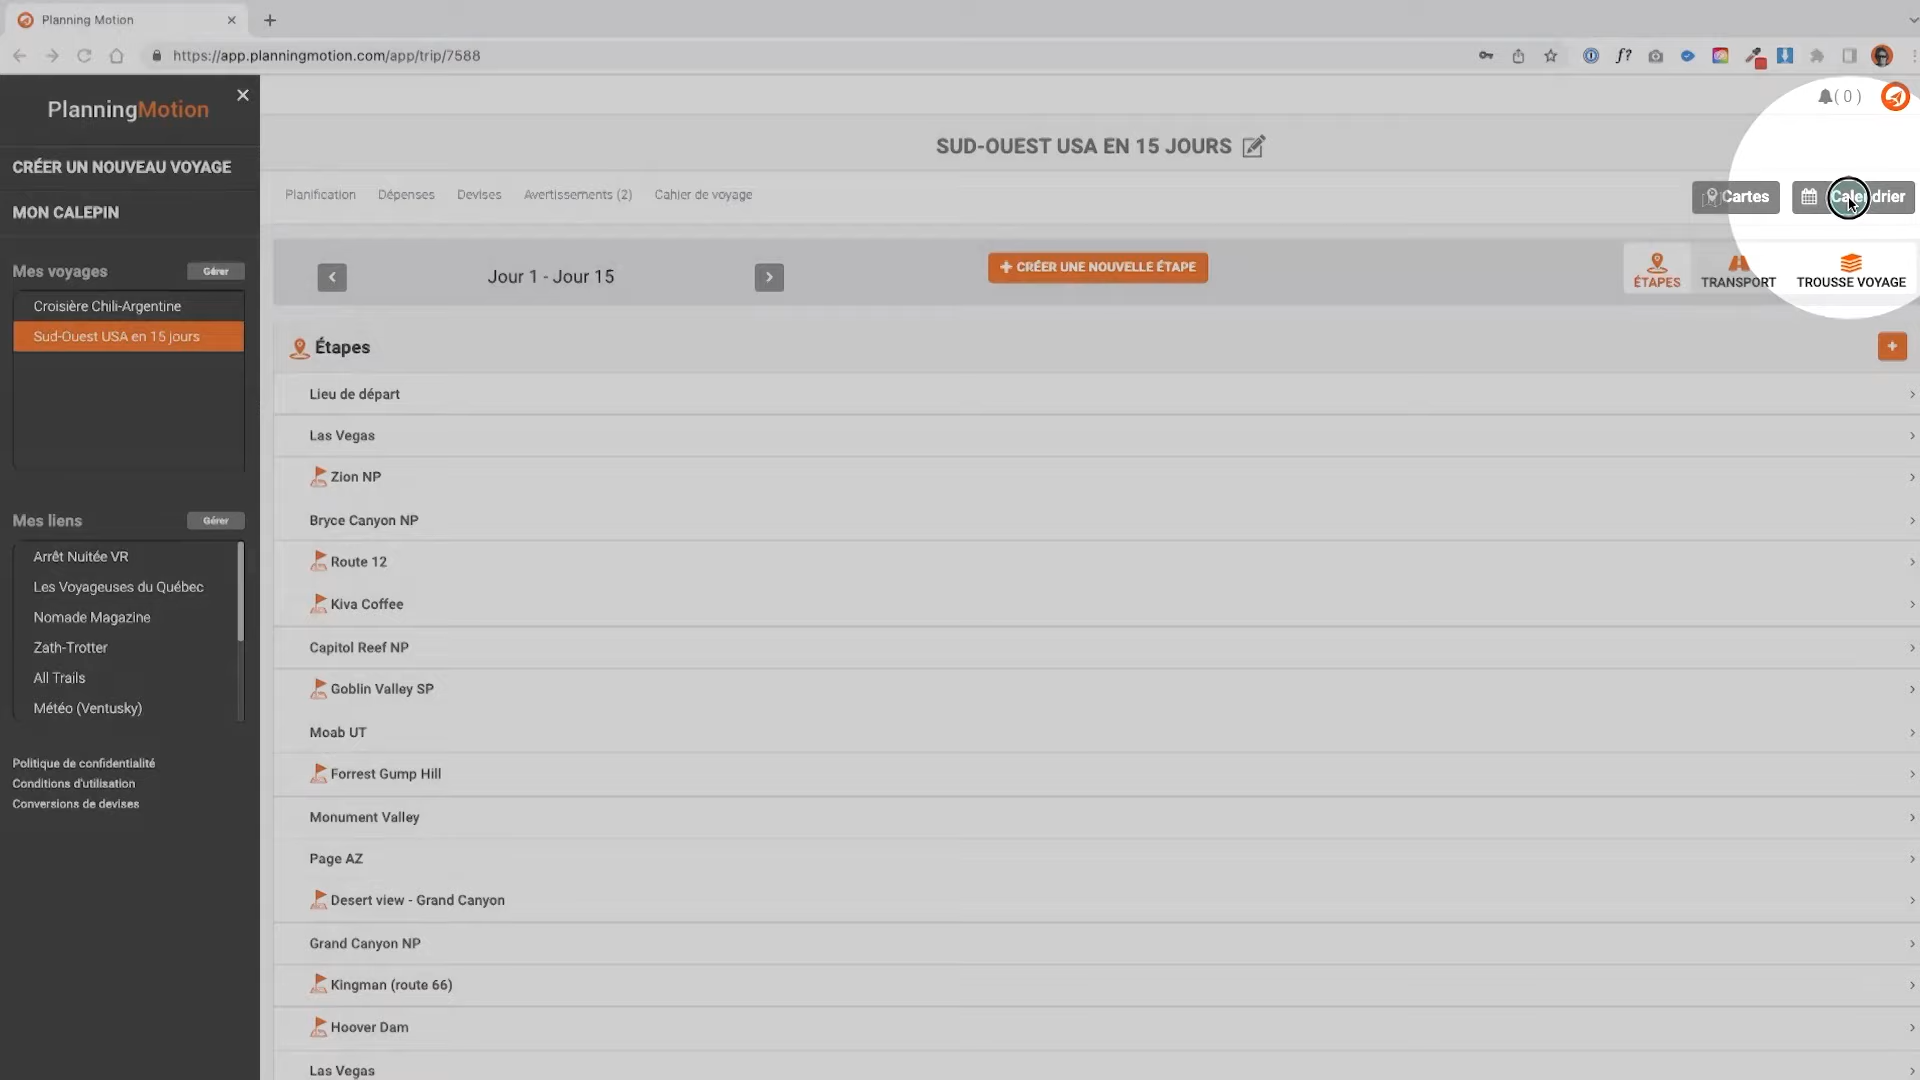 Planning Motion
https://app.planningmotion.com/app/trip/7588
f?
PlanningMotion
( 0 )
SUD-OUEST USA EN 15 JOURS
CRÉER UN NOUVEAU VOYAGE
Planification Dépenses Devises Avertissements (2) Cahier de voyage
Cartes Calendrier
MON CALEPIN
Mes voyages Gérer
CRÉER UNE NOUVELLE ÉTAPE
Jour 1 - Jour 15
ÉTAPES TRANSPORT TROUSSE VOYAGE
Croisière Chili-Argentine
Sud-Ouest USA en 15 jours
Étapes
Lieu de départ
Las Vegas
Zion NP
Bryce Canyon NP
Route 12
Kiva Coffee
Capitol Reef NP
Goblin Valley SP
Moab UT
Forrest Gump Hill
Monument Valley
Page AZ
Desert view - Grand Canyon
Grand Canyon NP
Kingman (route 66)
Hoover Dam
Las Vegas
Mes liens Gérer
Arrêt Nuitée VR
Les Voyageuses du Québec
Nomade Magazine
Zath-Trotter
All Trails
Météo (Ventusky)
Politique de confidentialité
Conditions d'utilisation
Conversions de devises